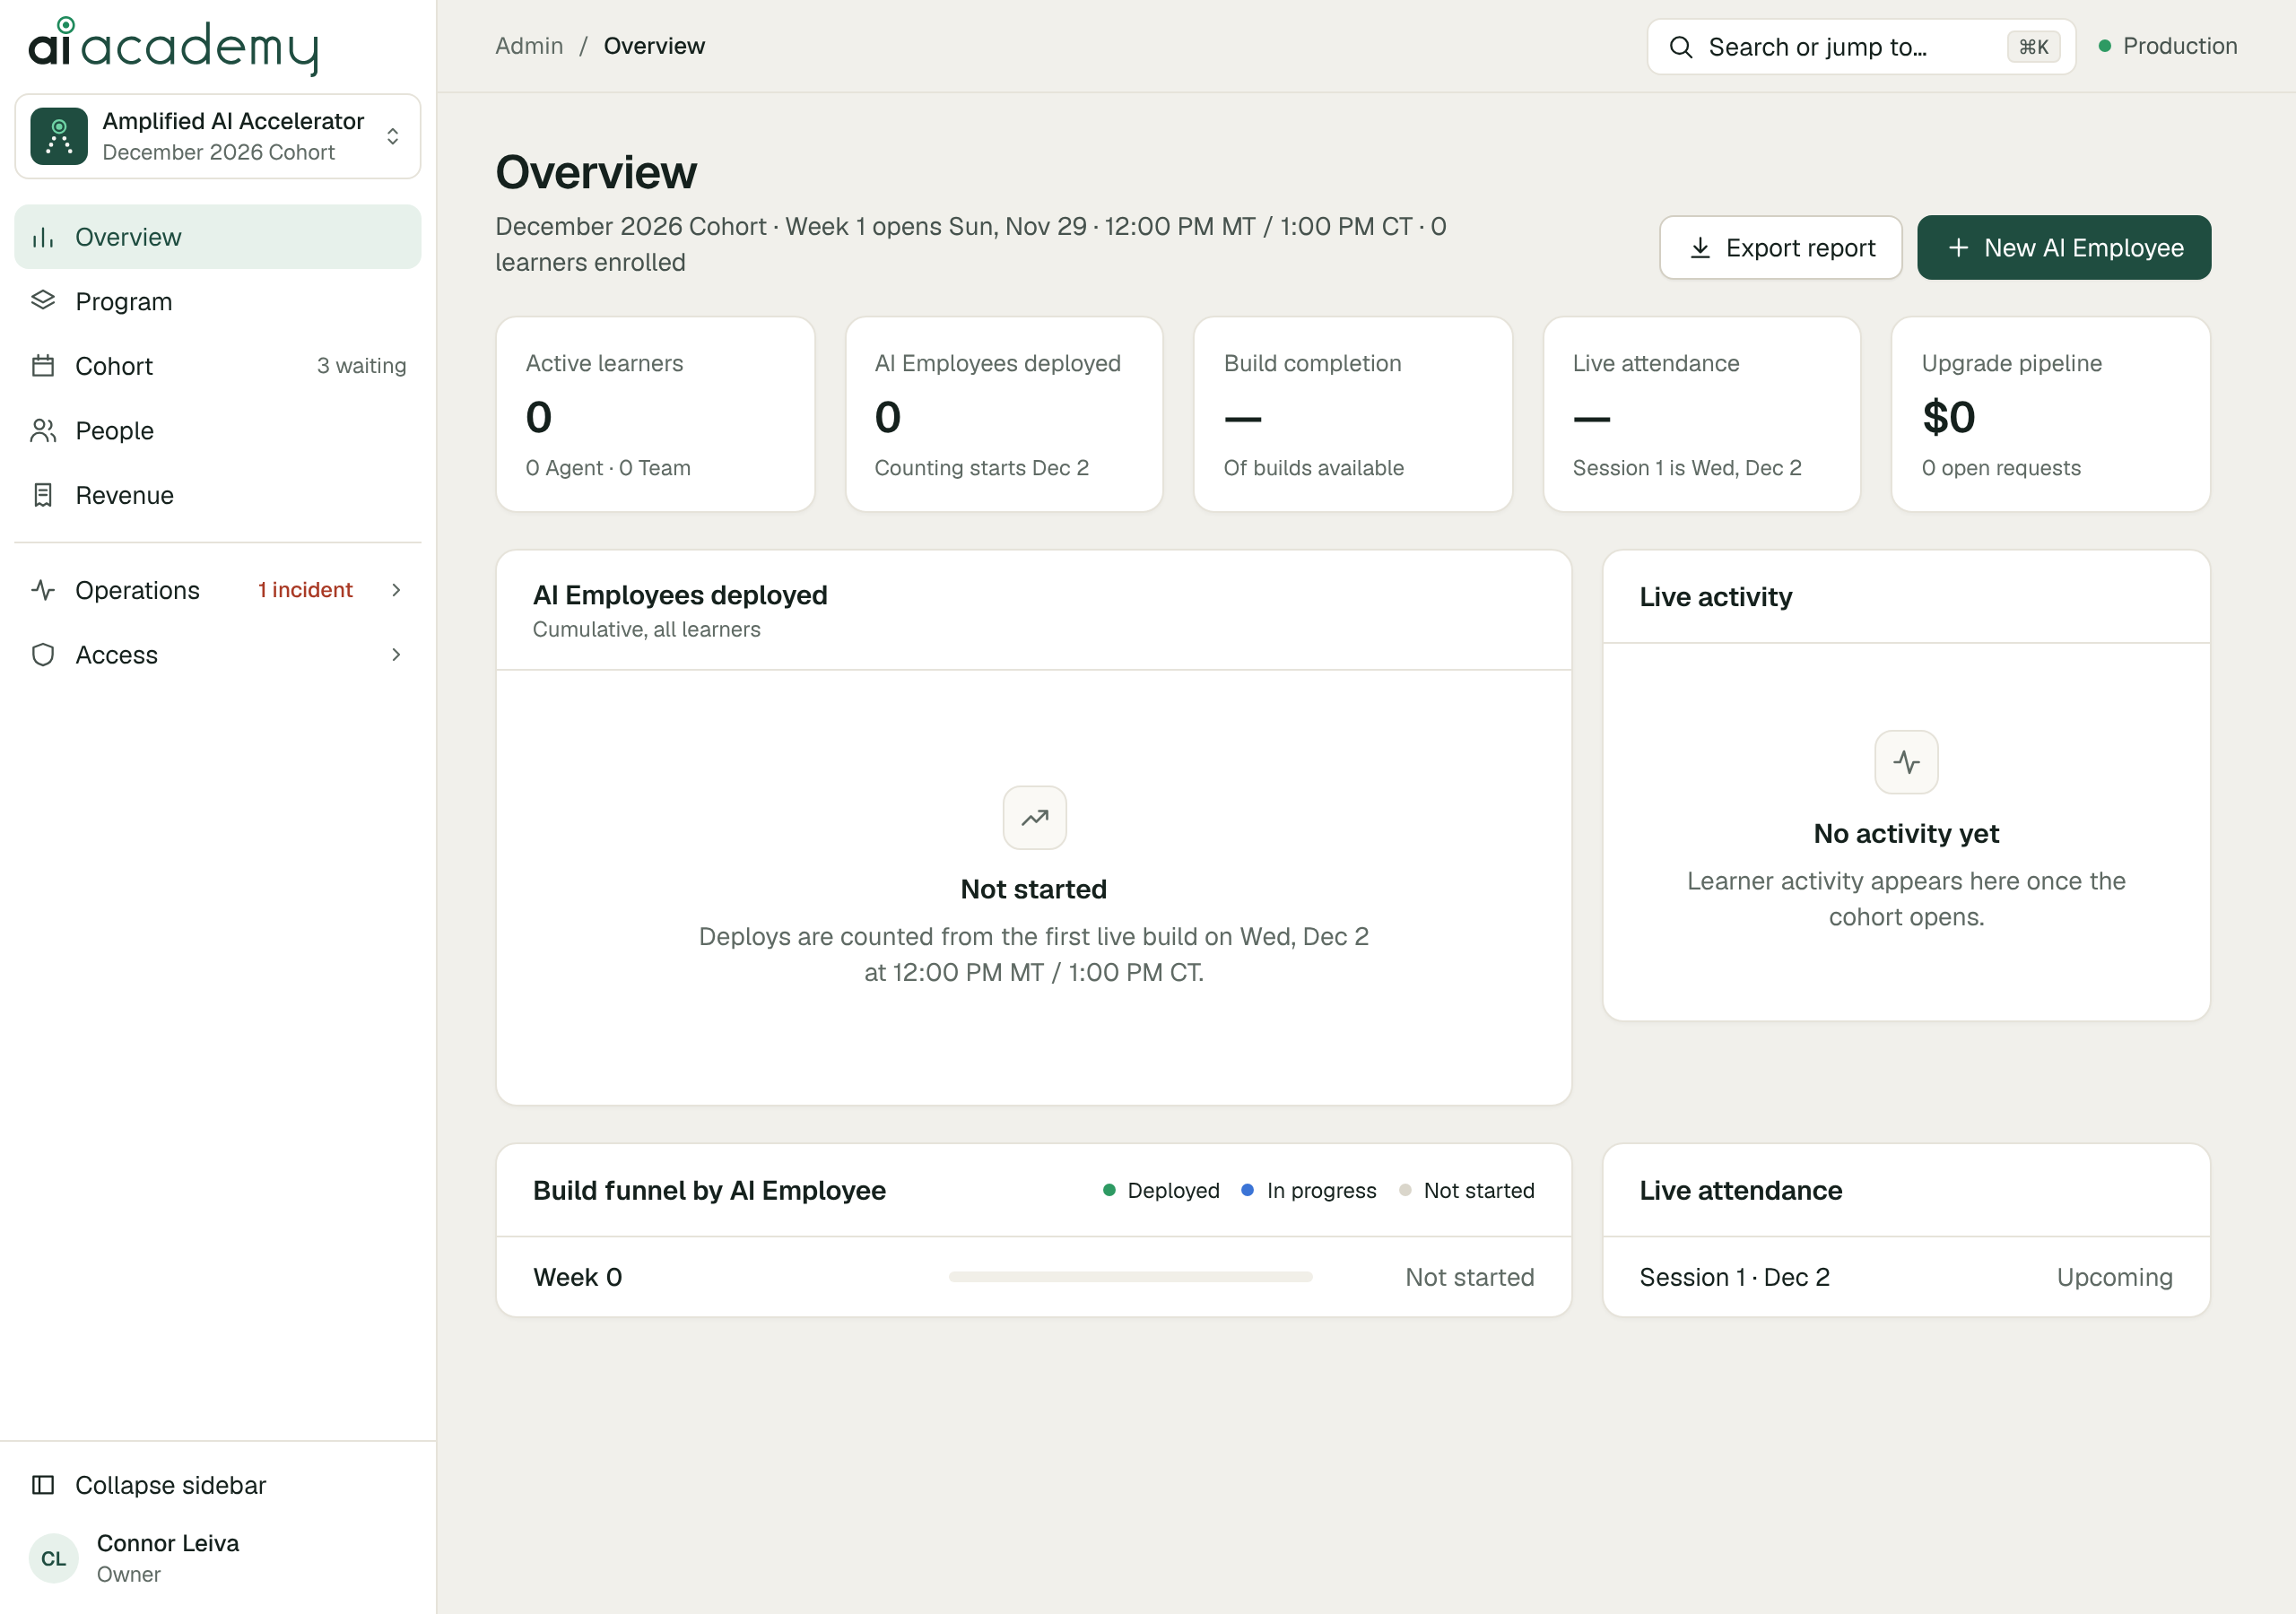 ai academy
Amplified AI Accelerator
December 2026 Cohort
Overview
Program
Cohort
3 waiting
People
Revenue
Operations
1 incident
Access
Collapse sidebar
CL
Connor Leiva
Owner
Admin / Overview
Search or jump to...
⌘K
Production
Overview
December 2026 Cohort · Week 1 opens Sun, Nov 29 · 12:00 PM MT / 1:00 PM CT · 0
learners enrolled
Export report
New AI Employee
Active learners
0
0 Agent · 0 Team
AI Employees deployed
0
Counting starts Dec 2
Build completion
—
Of builds available
Live attendance
—
Session 1 is Wed, Dec 2
Upgrade pipeline
$0
0 open requests
AI Employees deployed
Cumulative, all learners
Not started
Deploys are counted from the first live build on Wed, Dec 2
at 12:00 PM MT / 1:00 PM CT.
Live activity
No activity yet
Learner activity appears here once the
cohort opens.
Build funnel by AI Employee
Deployed
In progress
Not started
Week 0
Not started
Live attendance
Session 1 · Dec 2
Upcoming